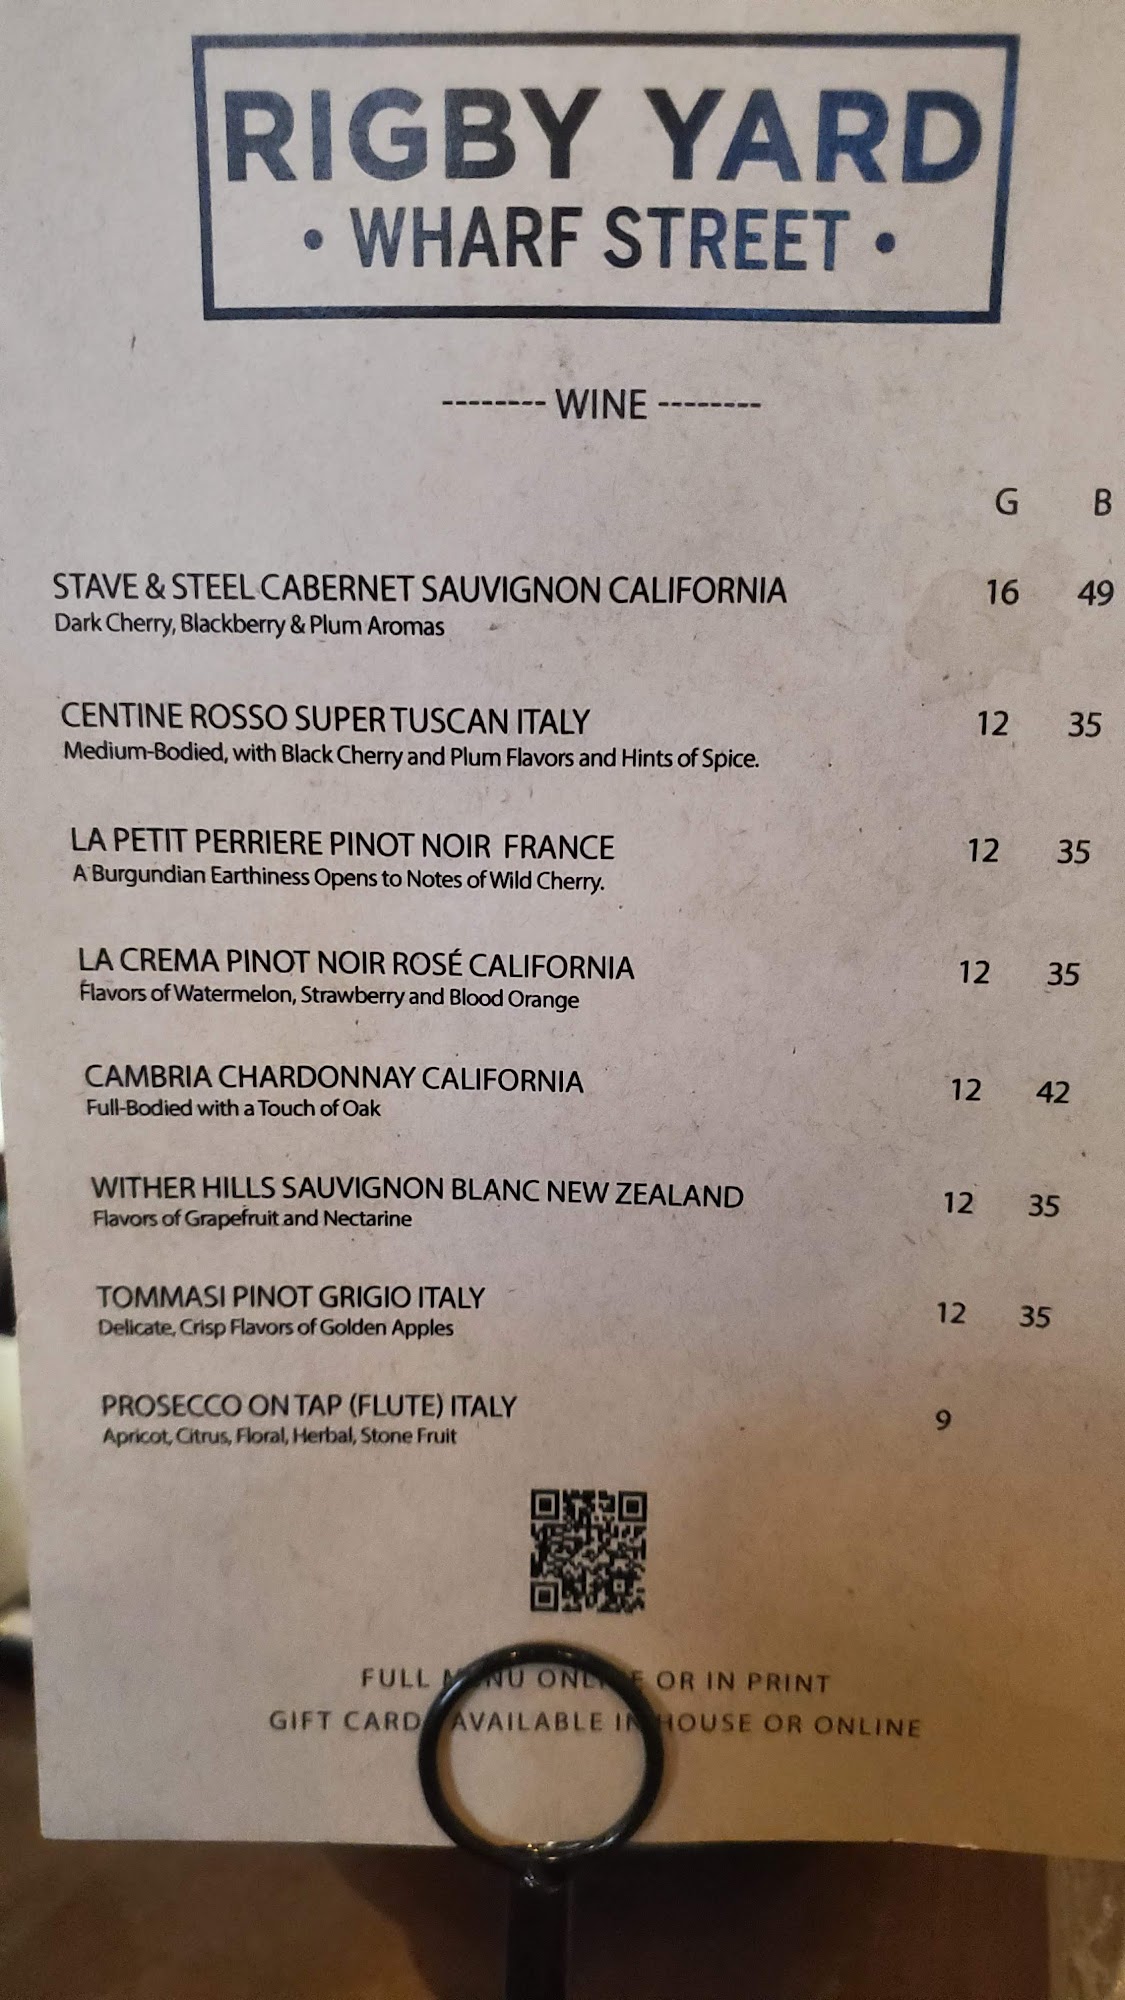 RIGBY YARD
• WHARF STREET •
-------- WINE --------
G B
STAVE & STEEL CABERNET SAUVIGNON CALIFORNIA 16 49
Dark Cherry, Blackberry & Plum Aromas
CENTINE ROSSO SUPER TUSCAN ITALY 12 35
Medium-Bodied, with Black Cherry and Plum Flavors and Hints of Spice.
LA PETIT PERRIERE PINOT NOIR FRANCE 12 35
A Burgundian Earthiness Opens to Notes of Wild Cherry.
LA CREMA PINOT NOIR ROSÉ CALIFORNIA 12 35
Flavors of Watermelon, Strawberry and Blood Orange
CAMBRIA CHARDONNAY CALIFORNIA 12 42
Full-Bodied with a Touch of Oak
WITHER HILLS SAUVIGNON BLANC NEW ZEALAND 12 35
Flavors of Grapefruit and Nectarine
TOMMASI PINOT GRIGIO ITALY 12 35
Delicate, Crisp Flavors of Golden Apples
PROSECCO ON TAP (FLUTE) ITALY 9
Apricot, Citrus, Floral, Herbal, Stone Fruit
FULL MENU ONLINE OR IN PRINT
GIFT CARDS AVAILABLE IN HOUSE OR ONLINE